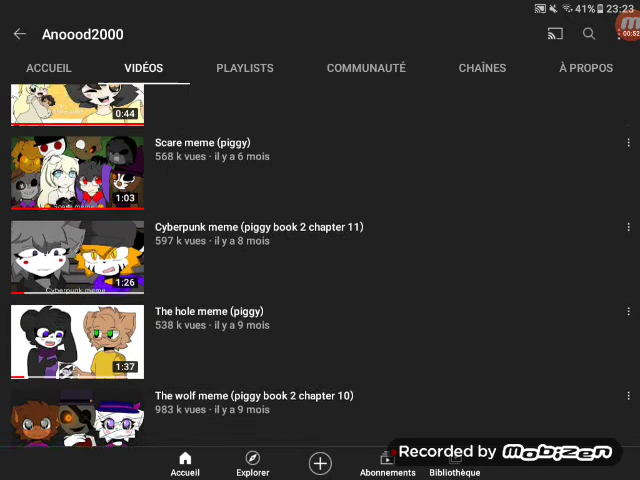 41% 23:23
Anoood2000
00:52
ACCUEIL VIDÉOS PLAYLISTS COMMUNAUTÉ CHAÎNES À PROPOS
0:44
Scare meme (piggy)
568 k vues · il y a 6 mois
1:03
Cyberpunk meme (piggy book 2 chapter 11)
597 k vues · il y a 8 mois
Cyberpunk meme
1:26
The hole meme (piggy)
538 k vues · il y a 9 mois
1:37
The wolf meme (piggy book 2 chapter 10)
983 k vues · il y a 9 mois
Recorded by Mobizen
Accueil Explorer Abonnements Bibliothèque